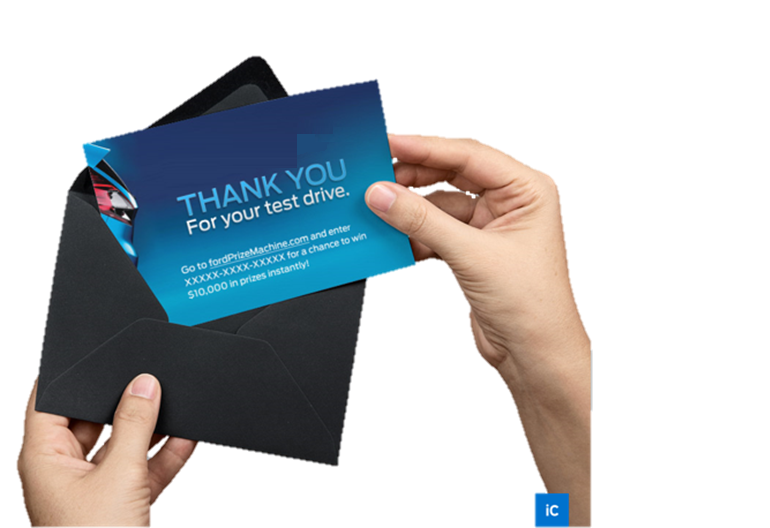 THANK YOU
For your test drive.
Go to fordPrizeMachine.com and enter
XXXXX-XXXX-XXXXX for a chance to win
$10,000 in prizes instantly!
iC